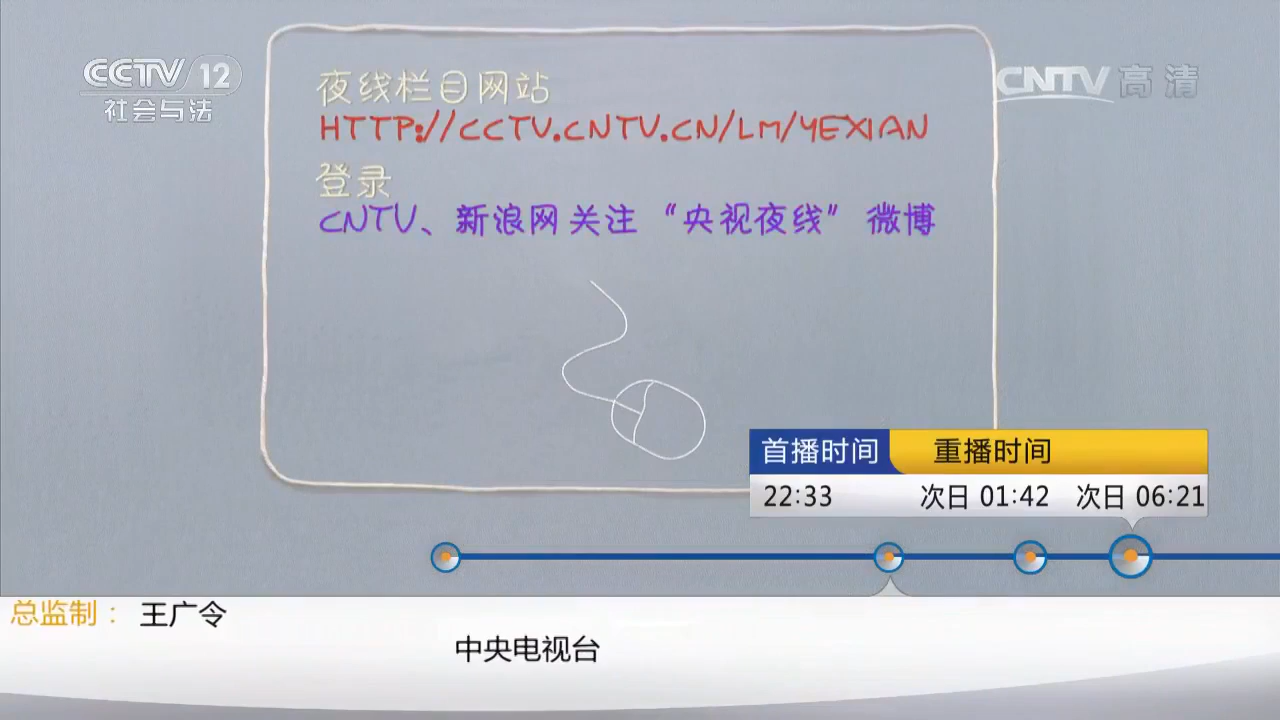 CCTV 12
社会与法
CNTV 高清
夜线栏目网站
HTTP://CCTV.CNTV.CN/LM/YEXIAN
登录
CNTV、新浪网关注“央视夜线”微博
首播时间 重播时间
22:33 次日 01:42 次日 06:21
总监制： 王广令
中央电视台